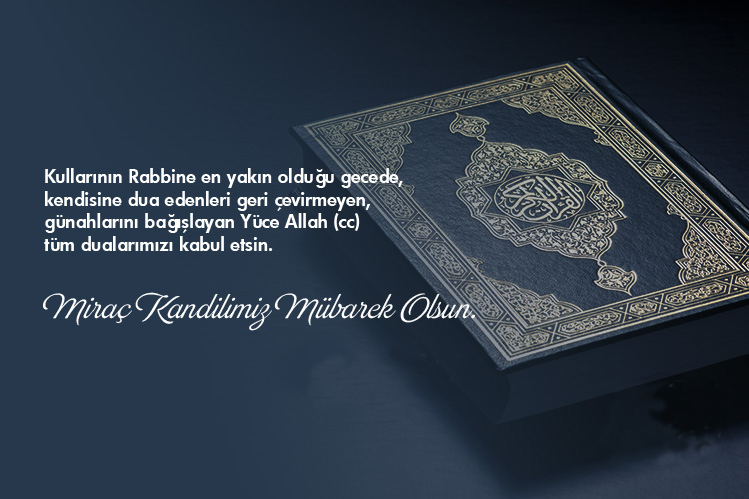 Kullarının Rabbine en yakın olduğu gecede,
kendisine dua edenleri geri çevirmeyen,
günahlarını bağışlayan Yüce Allah (cc)
tüm dualarımızı kabul etsin.
Miraç Kandilimiz Mübarek Olsun.